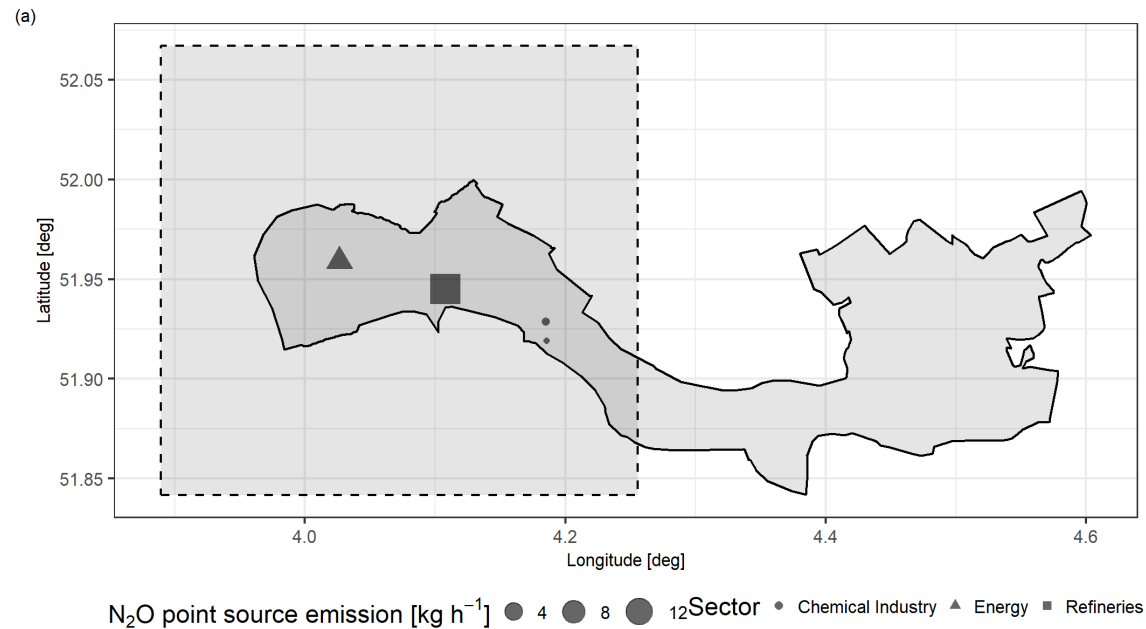 (a)
52.05
52.00
51.95
51.90
51.85
Latitude [deg]
4.0 4.2 4.4 4.6
Longitude [deg]
N₂O point source emission [kg h⁻¹] 4 8 12 Sector Chemical Industry Energy Refineries